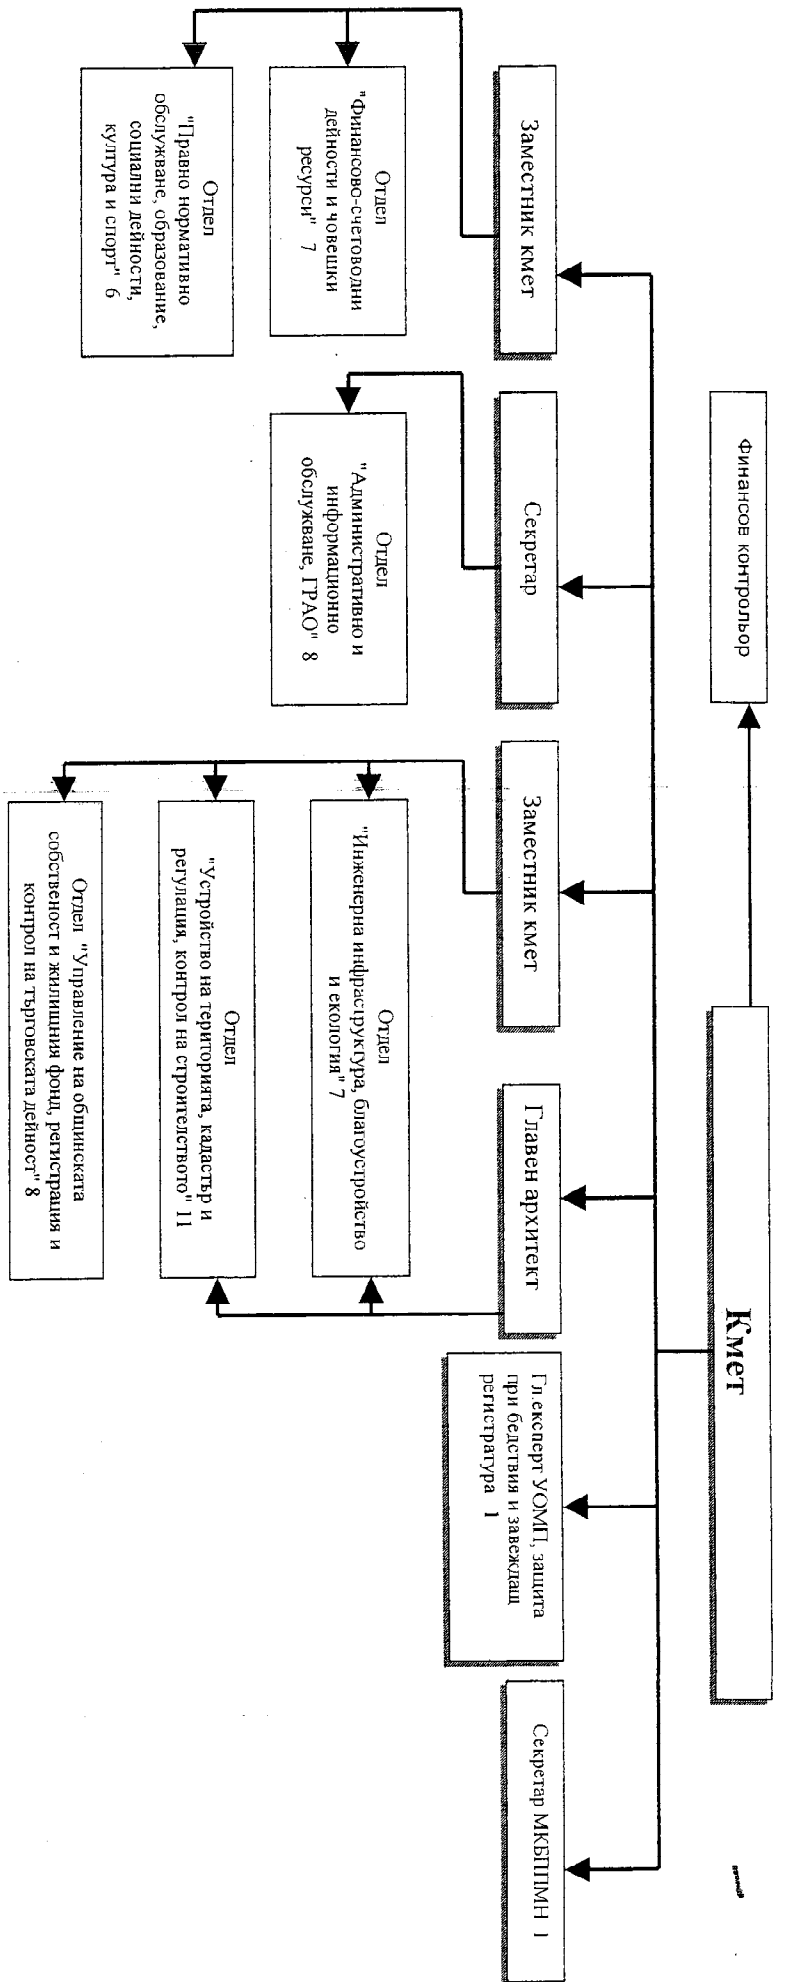 Кмет
Финансов контрольор
Заместник кмет
Секретар
Заместник кмет
Главен архитект
Гл.експерт УОМП, защита
при бедствия и завеждащ
регистратура 1
Секретар МКБППМН 1
Отдел
"Финансово-счетоводни
дейности и човешки
ресурси" 7
Отдел
"Правно нормативно
обслужване, образование,
социални дейности,
култура и спорт" 6
Отдел
"Административно и
информационно
обслужване, ГРАО" 8
Отдел
"Инженерна инфраструктура, благоустройство
и екология" 7
Отдел
"Устройство на територията, кадастър и
регулация, контрол на строителството" 11
Отдел "Управление на общинската
собственост и жилищния фонд, регистрация и
контрол на търговската дейност" 8